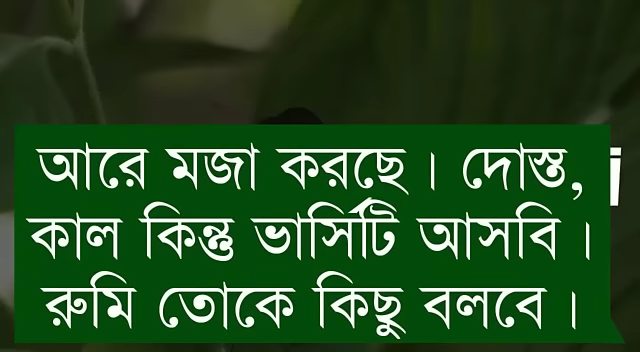 আরে মজা করছে। দোস্ত,
কাল কিন্তু ভার্সিটি আসবি।
রুমি তোকে কিছু বলবে।